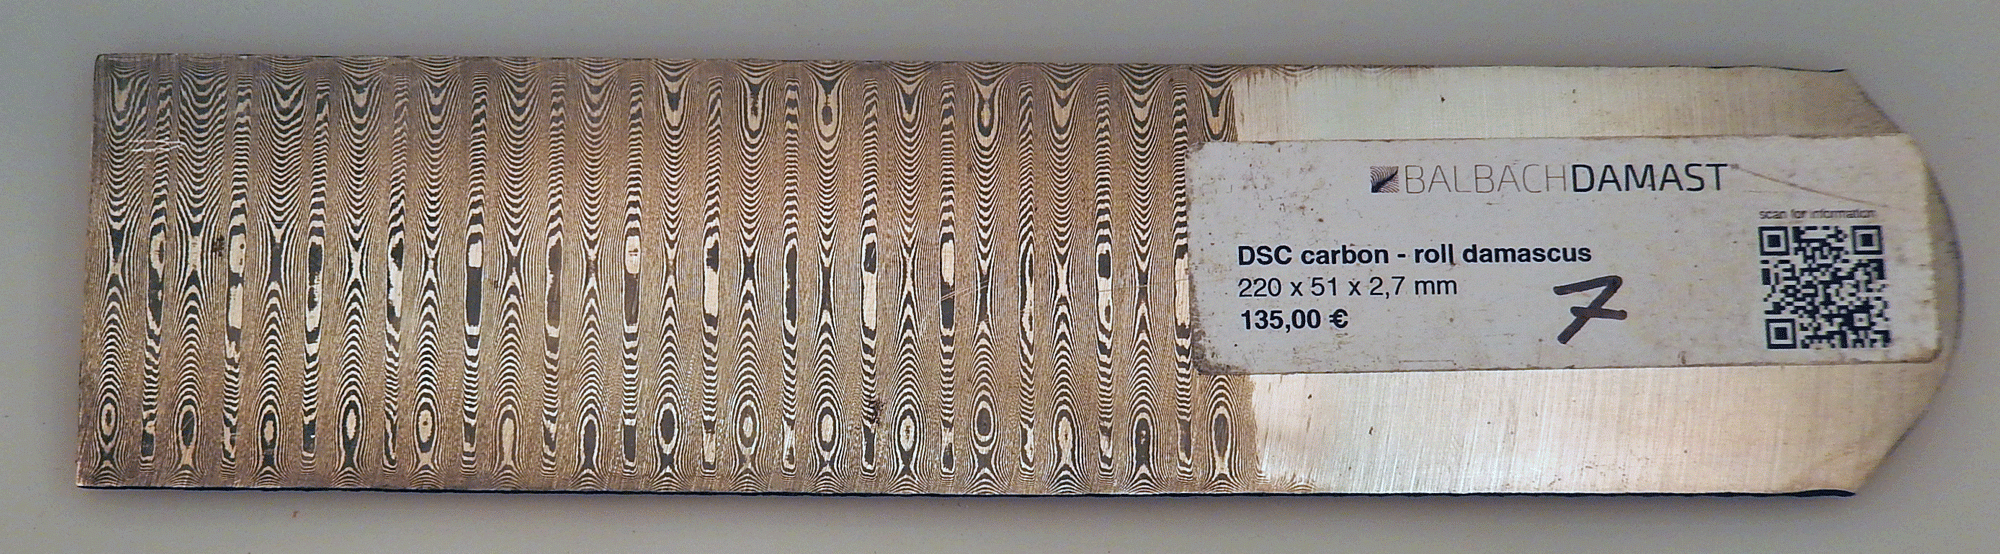 BALBACHDAMAST
scan for information
DSC carbon - roll damascus
220 x 51 x 2,7 mm
135,00 €
7